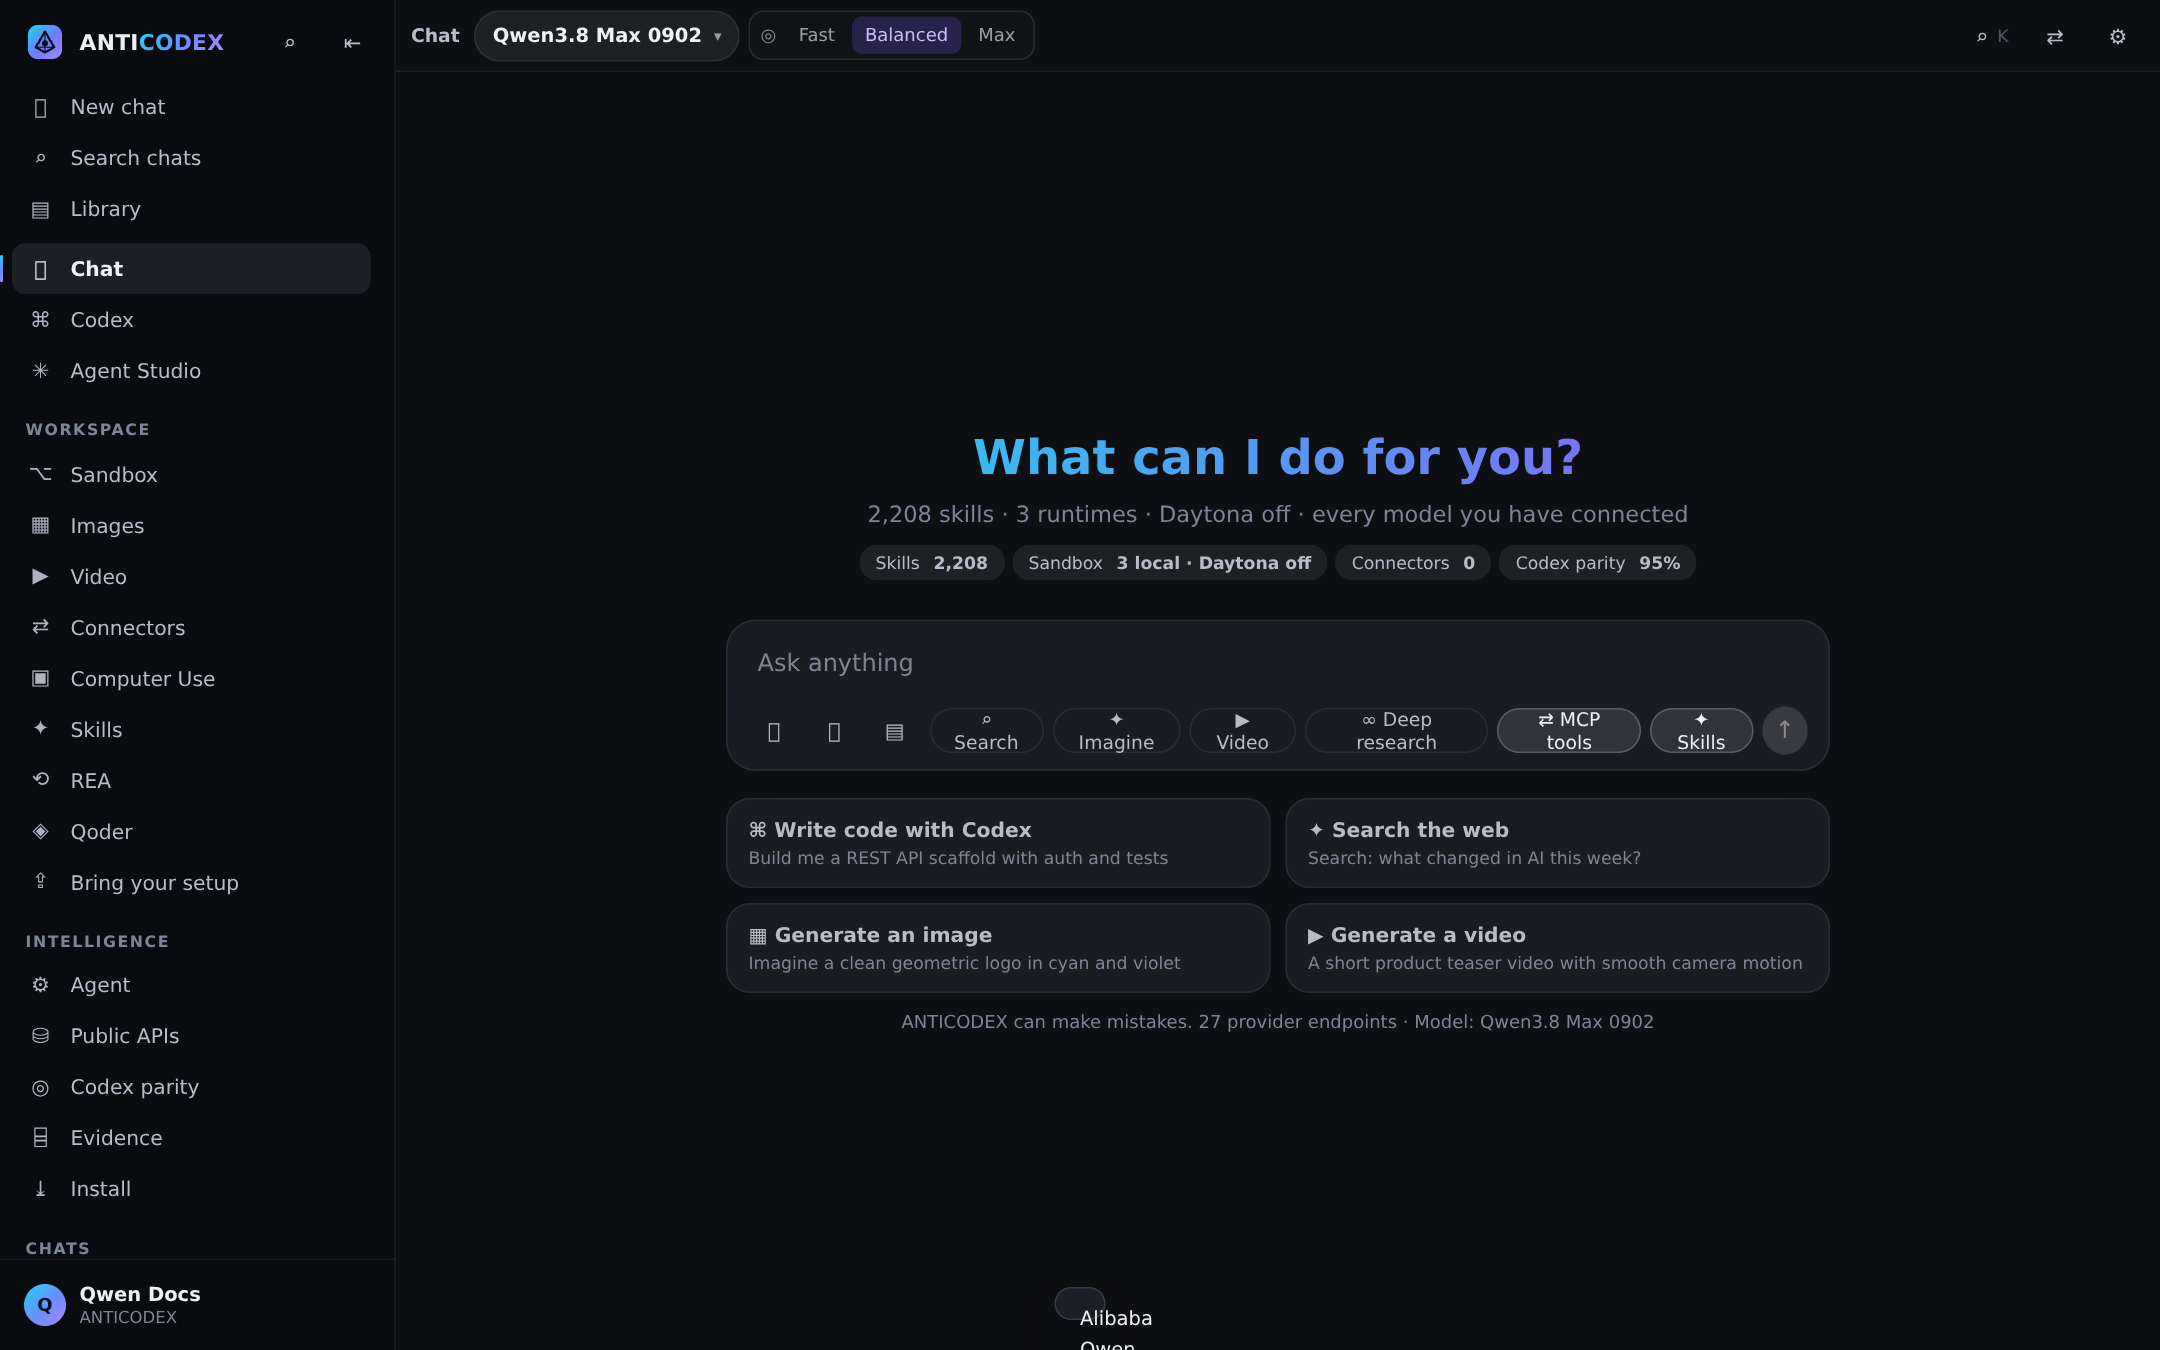 ANTICODEX
New chat
Search chats
Library
Chat
Codex
Agent Studio
WORKSPACE
Sandbox
Images
Video
Connectors
Computer Use
Skills
REA
Qoder
Bring your setup
INTELLIGENCE
Agent
Public APIs
Codex parity
Evidence
Install
CHATS
Qwen Docs
ANTICODEX
Q
Chat Qwen3.8 Max 0902 Fast Balanced Max K
What can I do for you?
2,208 skills · 3 runtimes · Daytona off · every model you have connected
Skills 2,208 Sandbox 3 local · Daytona off Connectors 0 Codex parity 95%
Ask anything
Search
Imagine
Video
Deep research
MCP tools
Skills
Write code with Codex
Build me a REST API scaffold with auth and tests
Search the web
Search: what changed in AI this week?
Generate an image
Imagine a clean geometric logo in cyan and violet
Generate a video
A short product teaser video with smooth camera motion
ANTICODEX can make mistakes. 27 provider endpoints · Model: Qwen3.8 Max 0902
Alibaba
Qwen